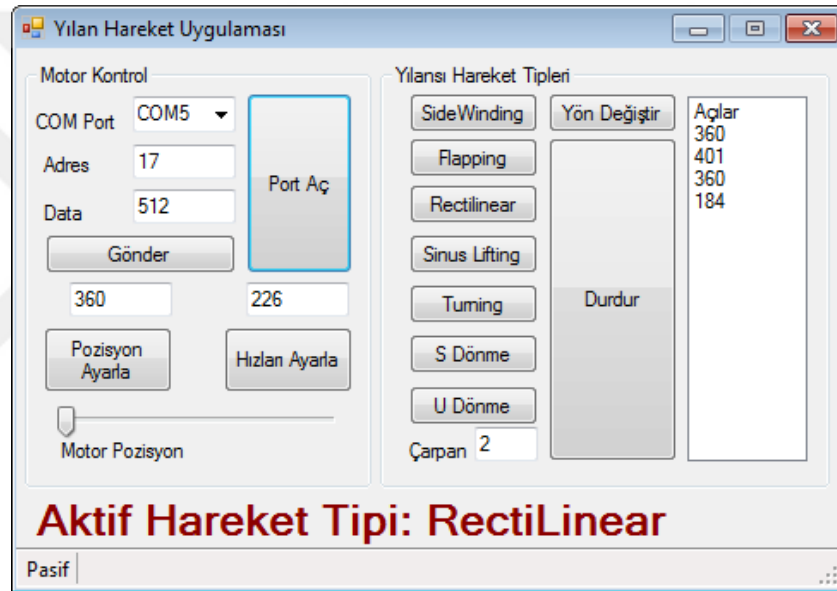 Yılan Hareket Uygulaması
Motor Kontrol
COM Port COM5
Adres 17
Data 512
Gönder
Port Aç
360 226
Pozisyon
Ayarla
Hızları Ayarla
Motor Pozisyon
Yılansı Hareket Tipleri
SideWinding
Flapping
Rectilinear
Sinus Lifting
Turning
S Dönme
U Dönme
Çarpan 2
Yön Değiştir
Durdur
Açılar
360
401
360
184
Aktif Hareket Tipi: RectiLinear
Pasif